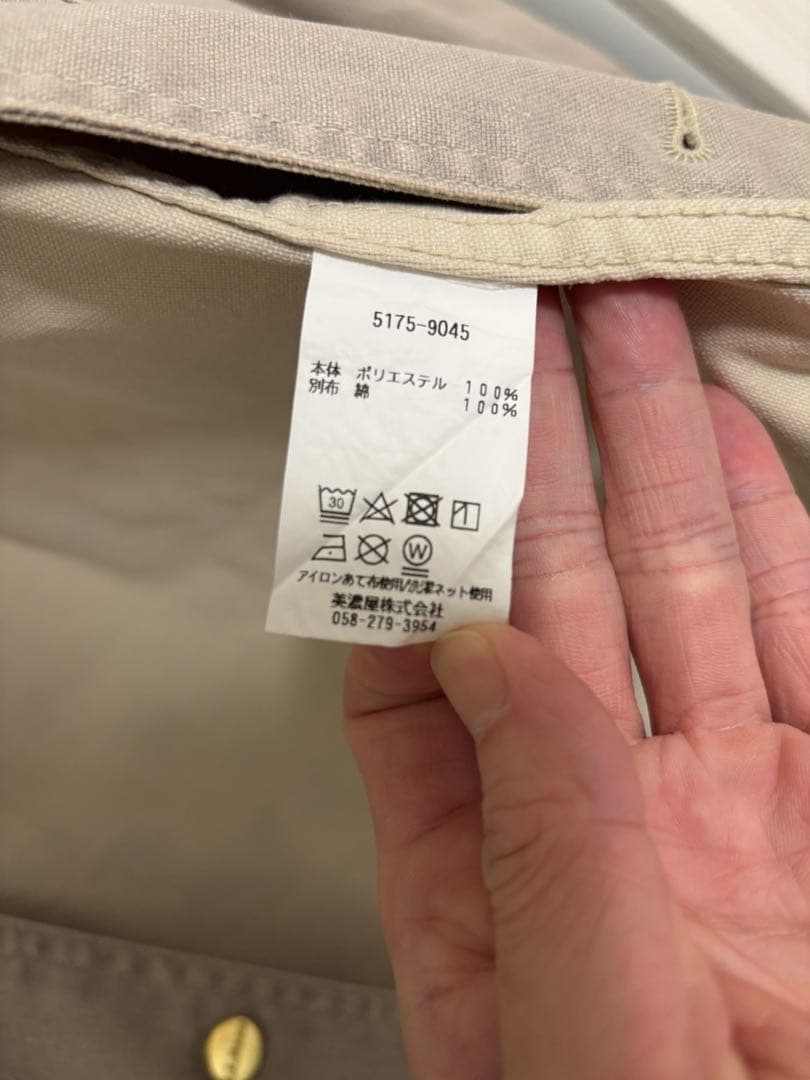 5175-9045
本体 ポリエステル 100%
別布 綿 100%
30
W
アイロンあて布使用/洗濯ネット使用
美濃屋株式会社
058-279-3954